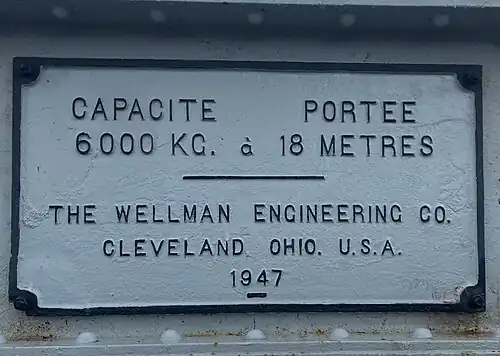 CAPACITE PORTEE
6000 KG. à 18 METRES
THE WELLMAN ENGINEERING CO.
CLEVELAND OHIO. U.S.A.
1947